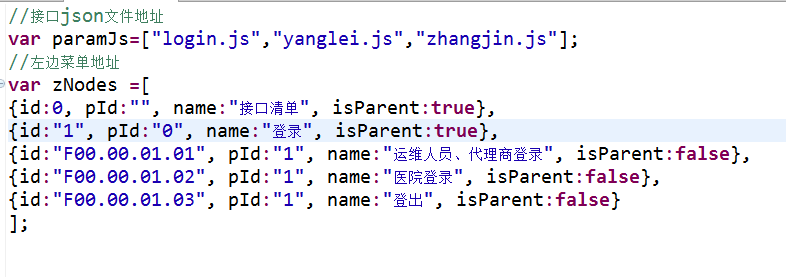 //接口json文件地址
var paramJs=["login.js","yanglei.js","zhangjin.js"];
//左边菜单地址
var zNodes =[
{id:0, pId:"", name:"接口清单", isParent:true},
{id:"1", pId:"0", name:"登录", isParent:true},
{id:"F00.00.01.01", pId:"1", name:"运维人员、代理商登录", isParent:false},
{id:"F00.00.01.02", pId:"1", name:"医院登录", isParent:false},
{id:"F00.00.01.03", pId:"1", name:"登出", isParent:false}
];